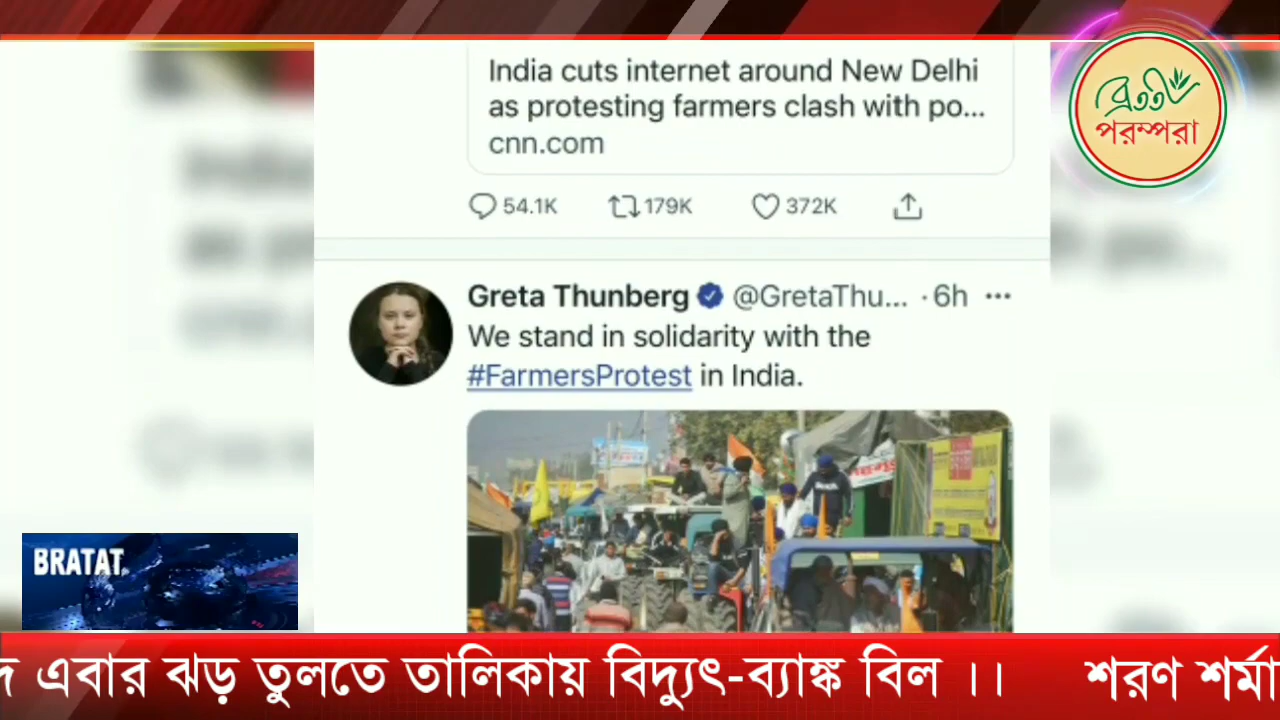 India cuts internet around New Delhi
as protesting farmers clash with po...
cnn.com
54.1K 179K 372K
ব্রততী
পরম্পরা
Greta Thunberg @GretaThu... · 6h
We stand in solidarity with the
#FarmersProtest in India.
BRATAT
এবার ঝড় তুলতে তালিকায় বিদ্যুৎ-ব্যাঙ্ক বিল ।। শরণ শর্মা